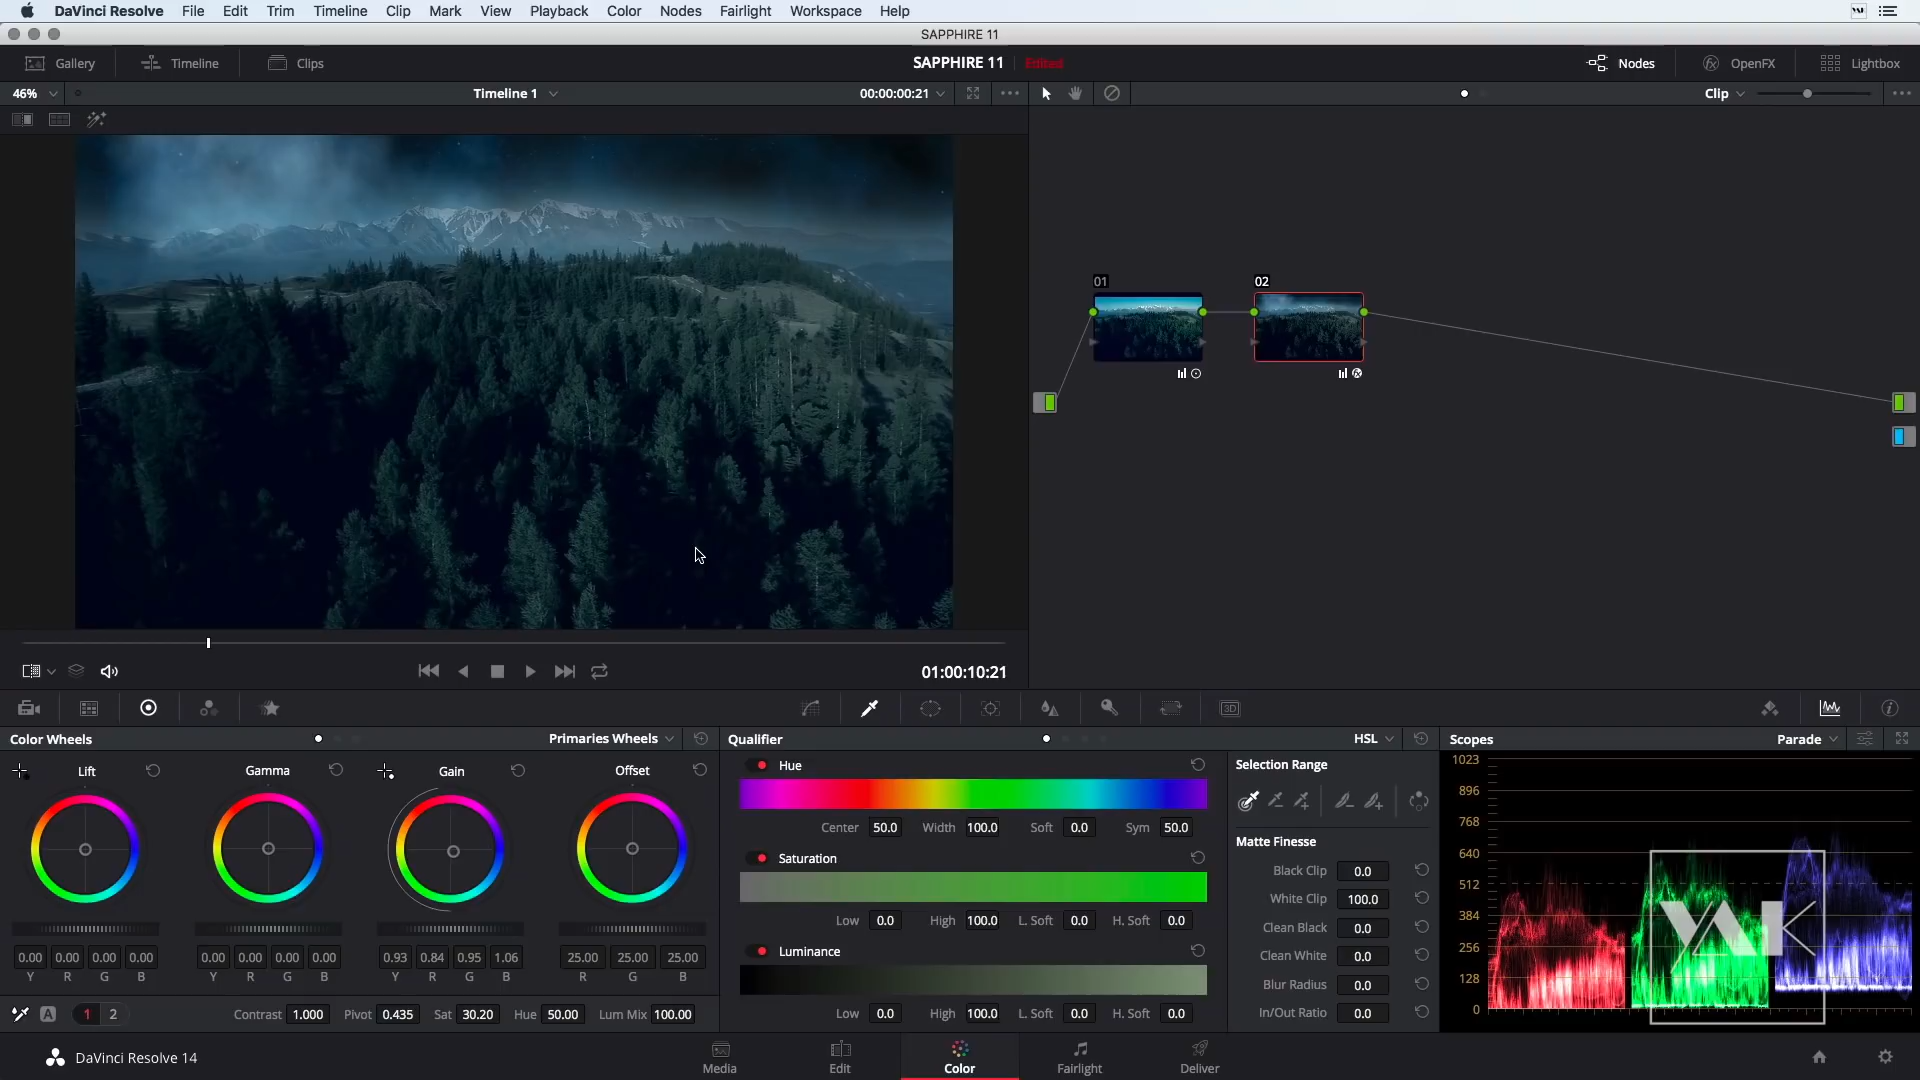 DaVinci Resolve File Edit Trim Timeline Clip Mark View Playback Color Nodes Fairlight Workspace Help
SAPPHIRE 11
Gallery Timeline Clips SAPPHIRE 11 Edited Nodes OpenFX Lightbox
46% Timeline 1 00:00:00:21 Clip
01 02
01:00:10:21
3D
Color Wheels Primaries Wheels Qualifier HSL Scopes Parade
Lift Gamma Gain Offset
Hue
Center 50.0 Width 100.0 Soft 0.0 Sym 50.0
Saturation
Low 0.0 High 100.0 L. Soft 0.0 H. Soft 0.0
Luminance
Low 0.0 High 100.0 L. Soft 0.0 H. Soft 0.0
0.00 0.00 0.00 0.00 0.00 0.00 0.00 0.00 0.93 0.84 0.95 1.06 25.00 25.00 25.00
Y R G B Y R G B Y R G B R G B
A 1 2 Contrast 1.000 Pivot 0.435 Sat 30.20 Hue 50.00 Lum Mix 100.00
Selection Range
Matte Finesse
Black Clip 0.0
White Clip 100.0
Clean Black 0.0
Clean White 0.0
Blur Radius 0.0
In/Out Ratio 0.0
1023
896
768
640
512
384
256
128
0
DaVinci Resolve 14 Media Edit Color Fairlight Deliver